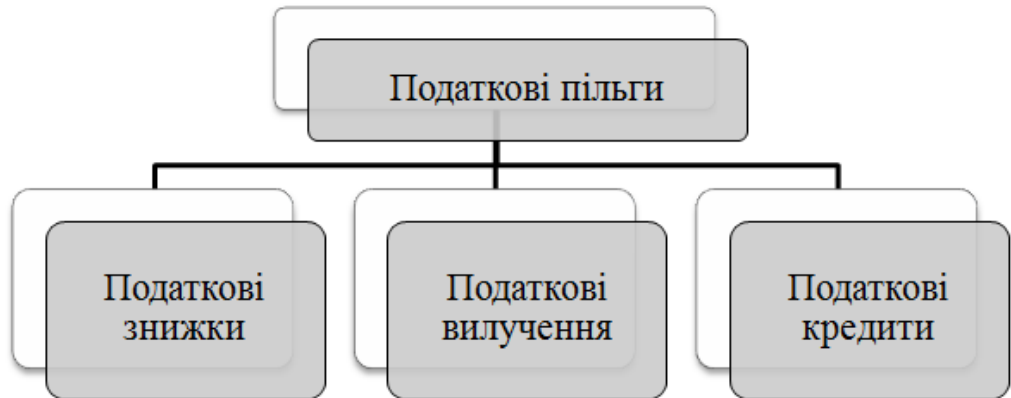 Податкові пільги
Податкові
знижки
Податкові
вилучення
Податкові
кредити